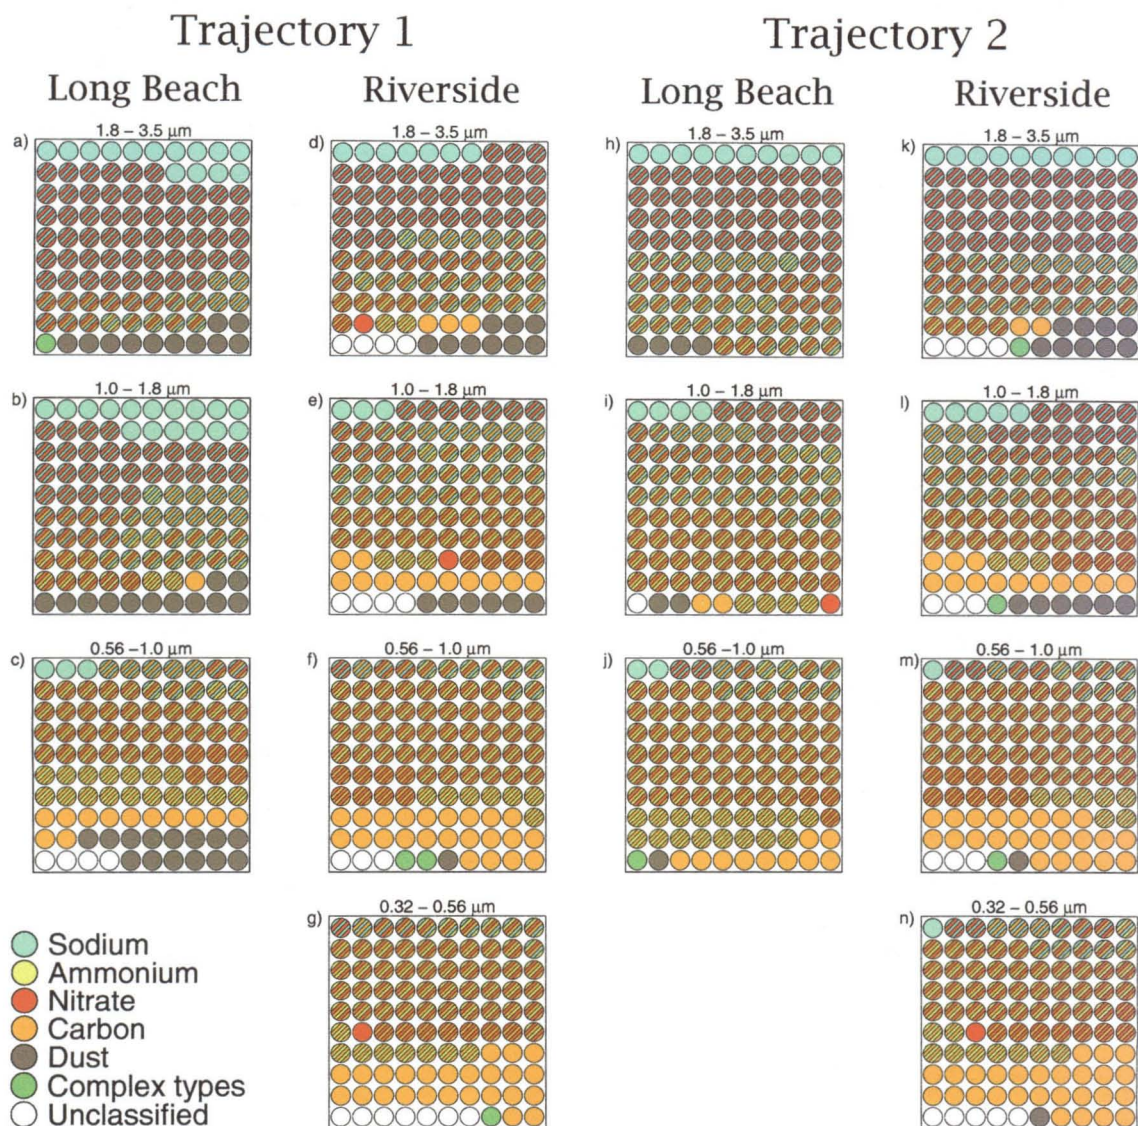 Trajectory 1
Trajectory 2
Long Beach
Riverside
Long Beach
Riverside
a)
1.8 – 3.5 μm
d)
1.8 – 3.5 μm
h)
1.8 – 3.5 μm
k)
1.8 – 3.5 μm
b)
1.0 – 1.8 μm
e)
1.0 – 1.8 μm
i)
1.0 – 1.8 μm
l)
1.0 – 1.8 μm
c)
0.56 –1.0 μm
f)
0.56 –1.0 μm
j)
0.56 –1.0 μm
m)
0.56 –1.0 μm
g)
0.32 – 0.56 μm
n)
0.32 – 0.56 μm
Sodium
Ammonium
Nitrate
Carbon
Dust
Complex types
Unclassified